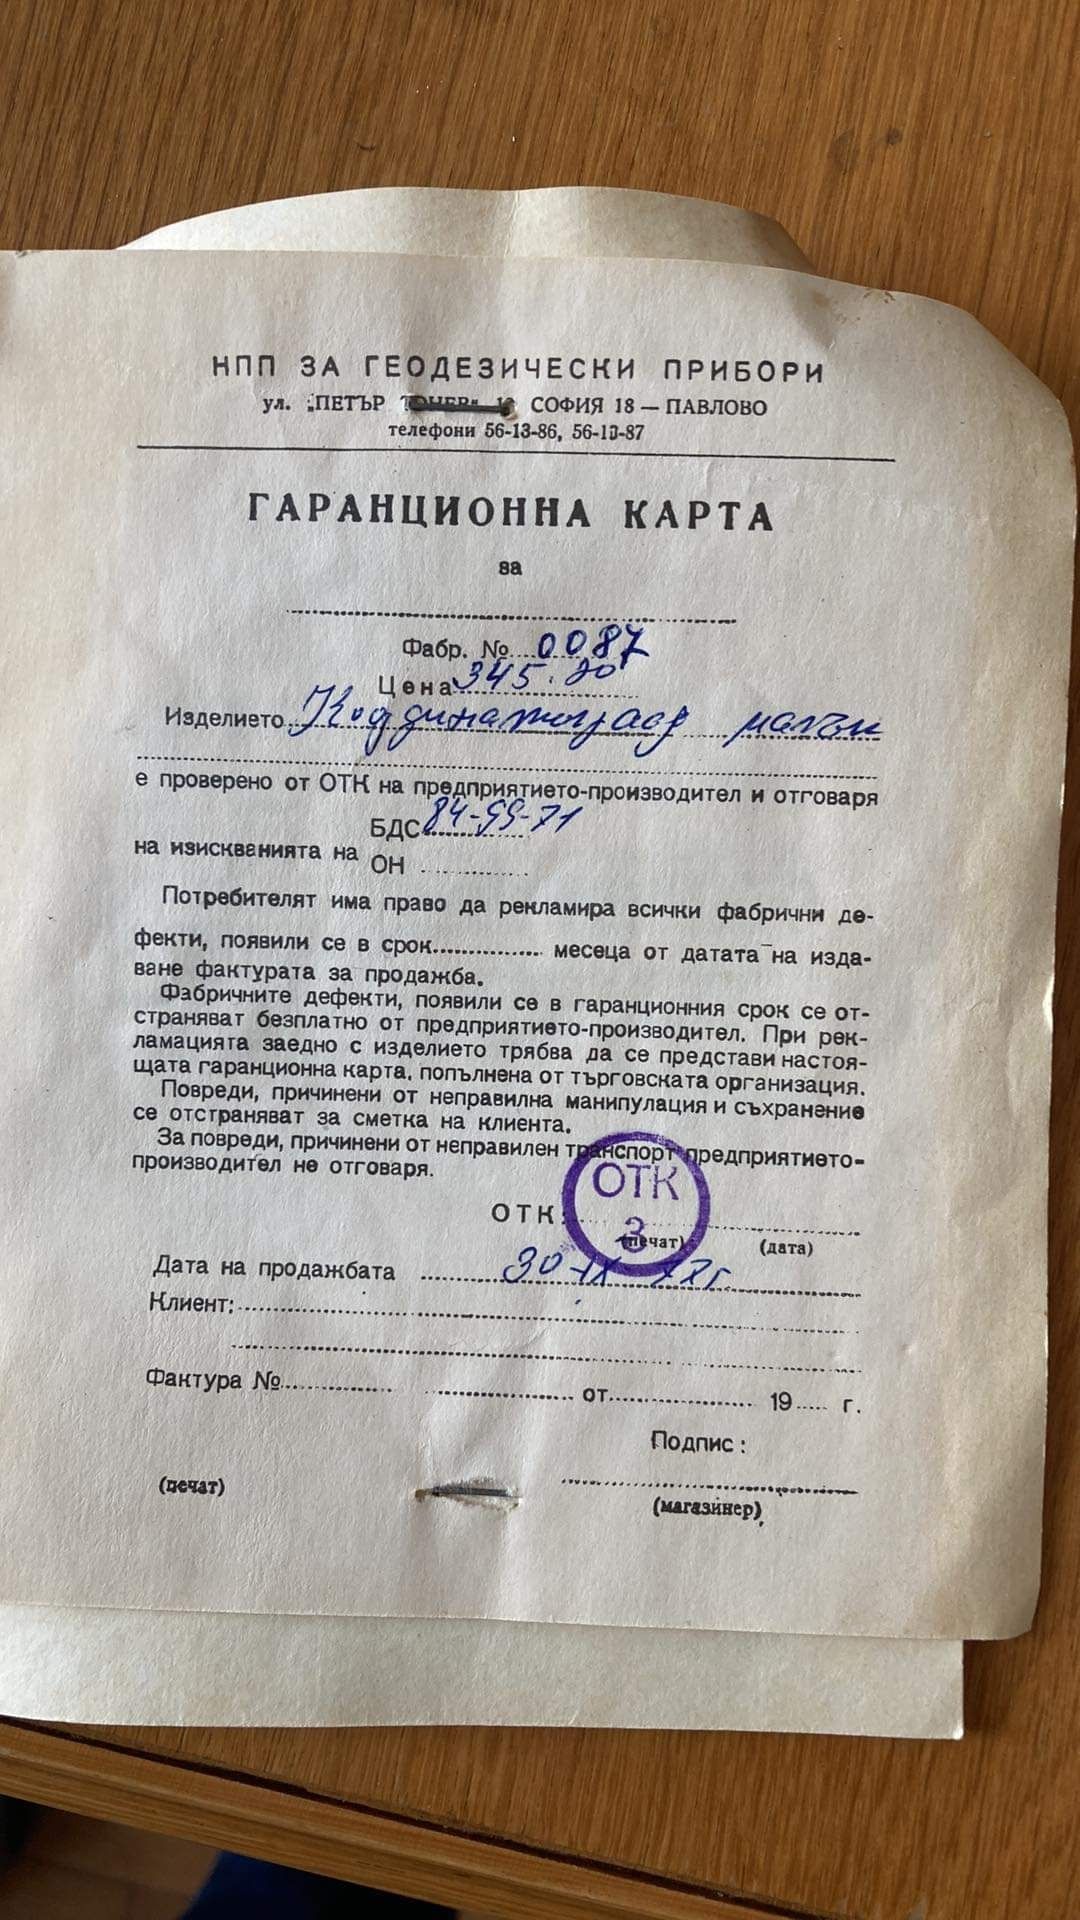 НПП ЗА ГЕОДЕЗИЧЕСКИ ПРИБОРИ
ул. „ПЕТЪР СОФИЯ 18 — ПАВЛОВО
телефони 56-13-86, 56-13-87
ГАРАНЦИОННА КАРТА
за
Фабр. № 0087
Цена 345.20
Изделието Координатограф малък
е проверено от ОТК на предприятието-производител и отговаря
БДС 84-99-71
на изискванията на
ОН
Потребителят има право да рекламира всички фабрични де-
фекти, появили се в срок месеца от датата на изда-
ване фактурата за продажба.
Фабричните дефекти, появили се в гаранционния срок се от-
страняват безплатно от предприятието-производител. При рек-
ламацията заедно с изделието трябва да се представи настоя-
щата гаранционна карта, попълнена от търговската организация.
Повреди, причинени от неправилна манипулация и съхранение
се отстраняват за сметка на клиента.
За повреди, причинени от неправилен транспорт предприятието-
производител не отговаря.
ОТК
3
ОТК:
(печат) (дата)
Дата на продажбата 30-IX 77г.
Клиент:
Фактура № от 19 г.
Подпис:
(печат)
(магазинер)